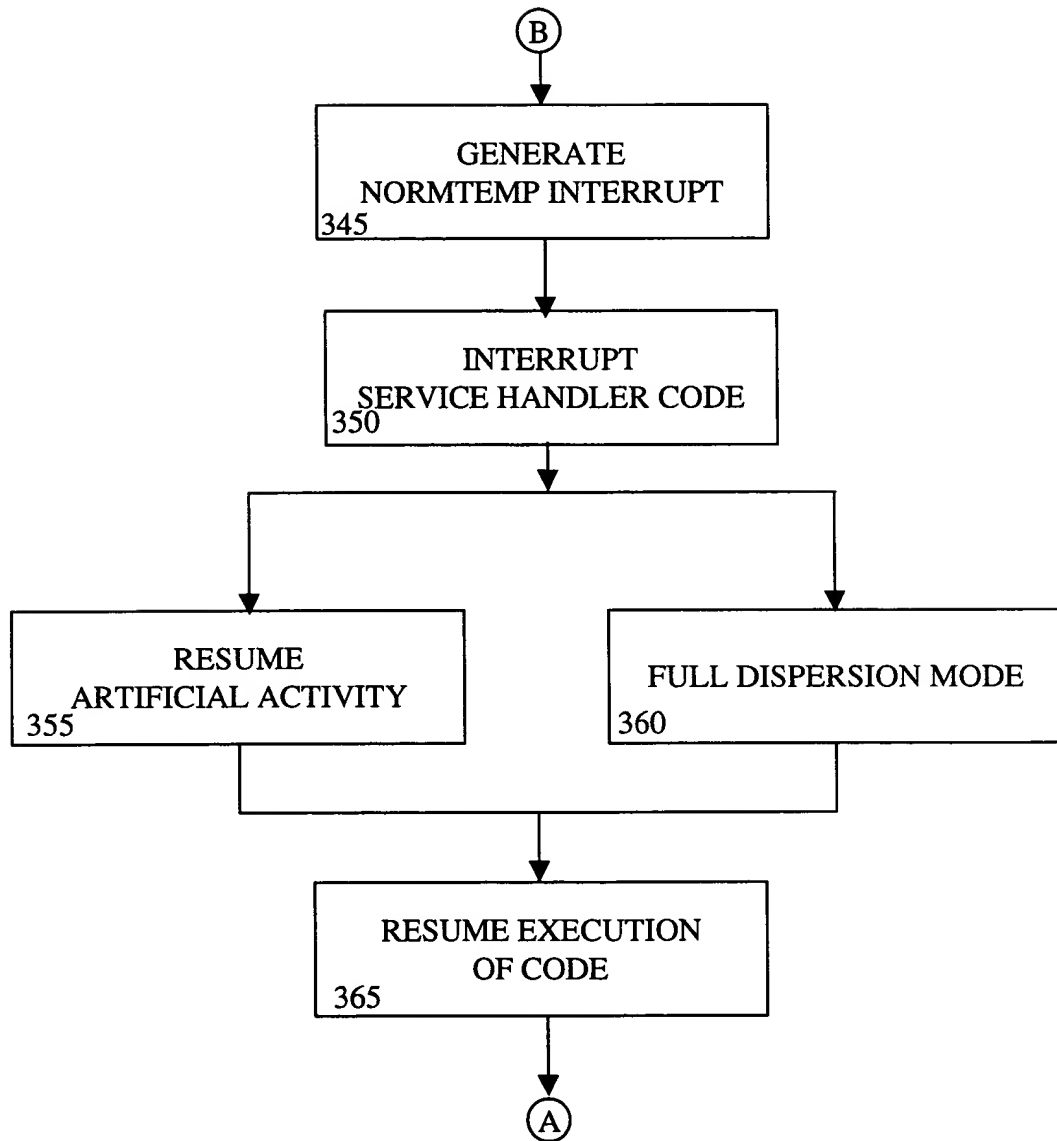 B
GENERATE
NORMTEMP INTERRUPT
345
INTERRUPT
SERVICE HANDLER CODE
350
RESUME
ARTIFICIAL ACTIVITY
355
FULL DISPERSION MODE
360
RESUME EXECUTION
OF CODE
365
A